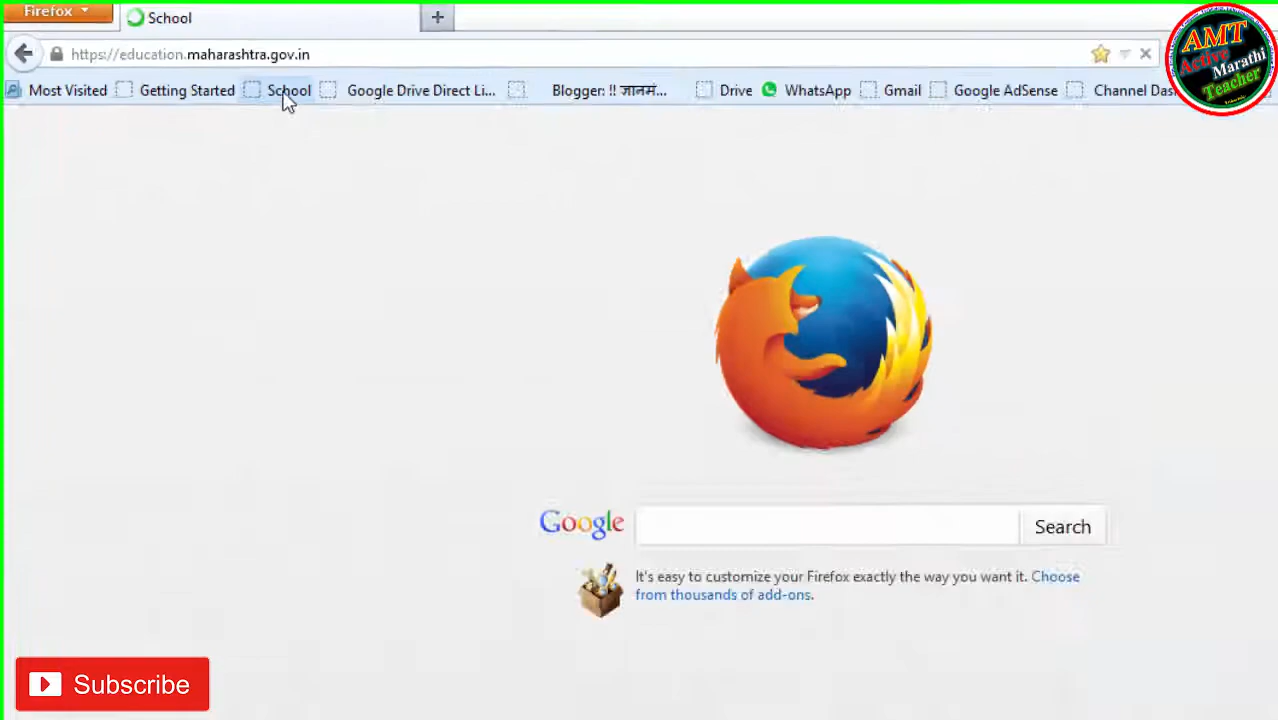 Firefox
School
https://education.maharashtra.gov.in
Most Visited Getting Started School Google Drive Direct Li... Blogger: !! ज्ञानमं... Drive WhatsApp Gmail Google AdSense Channel Das
AMT
Active
Marathi
Teacher
Google Search
It's easy to customize your Firefox exactly the way you want it. Choose
from thousands of add-ons.
Subscribe